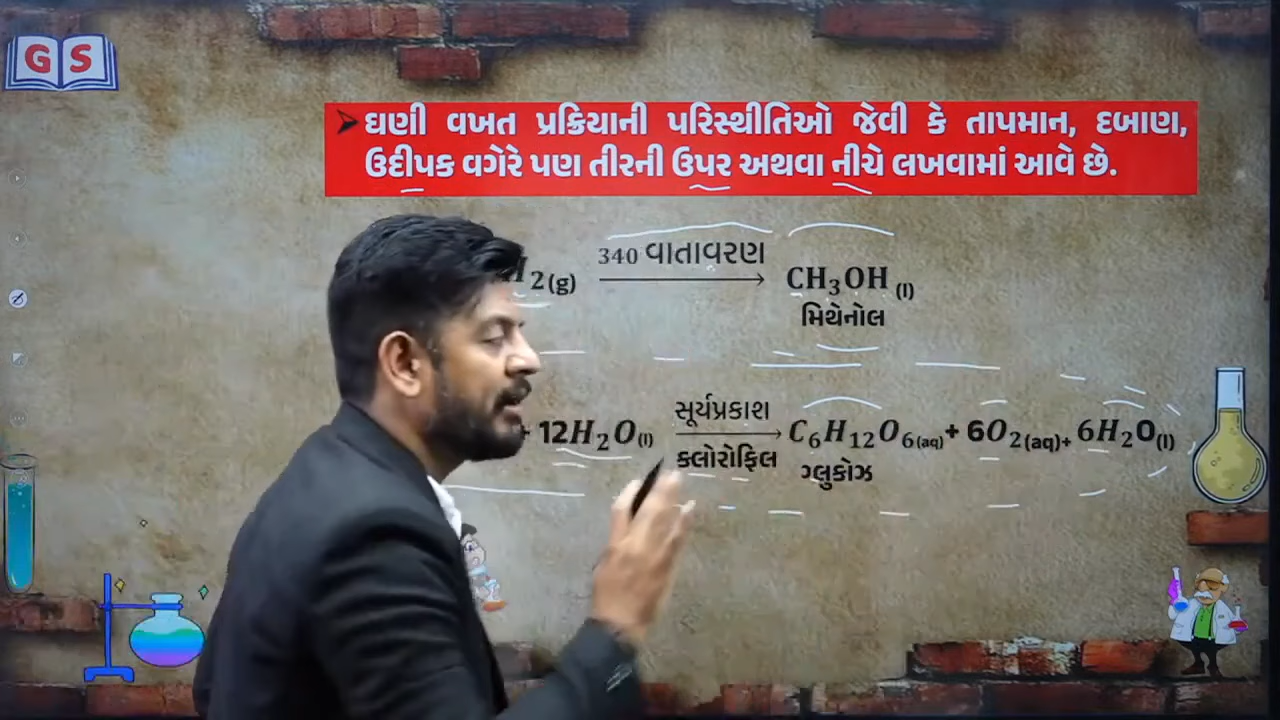 GS
ઘણી વખત પ્રક્રિયાની પરિસ્થીતિઓ જેવી કે તાપમાન, દબાણ,
ઉદીપક વગેરે પણ તીરની ઉપર અથવા નીચે લખવામાં આવે છે.
340 વાતાવરણ
H₂(g) → CH₃OH (l)
મિથેનોલ
સૂર્યપ્રકાશ
+ 12H₂O(l) → C₆H₁₂O₆(aq) + 6O₂(aq) + 6H₂O(l)
ક્લોરોફિલ ગ્લુકોઝ